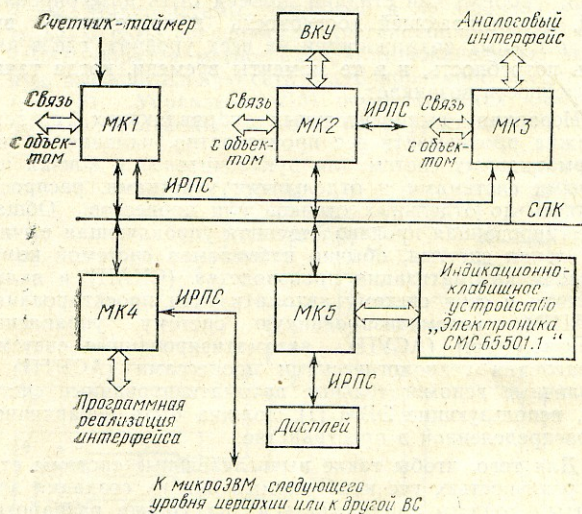 Счетчик-таймер
ВКУ
Аналоговый
интерфейс
Связь
с объектом
МК1
Связь
с объектом
МК2
ИРПС
Связь
с объектом
МК3
ИРПС
СПК
МК4
ИРПС
МК5
Индикационно-
клавишное
устройство
„Электроника
СМС 65501.1“
Программная
реализация
интерфейса
ИРПС
Дисплей
К микроЭВМ следующего
уровня иерархии или к другой ВС